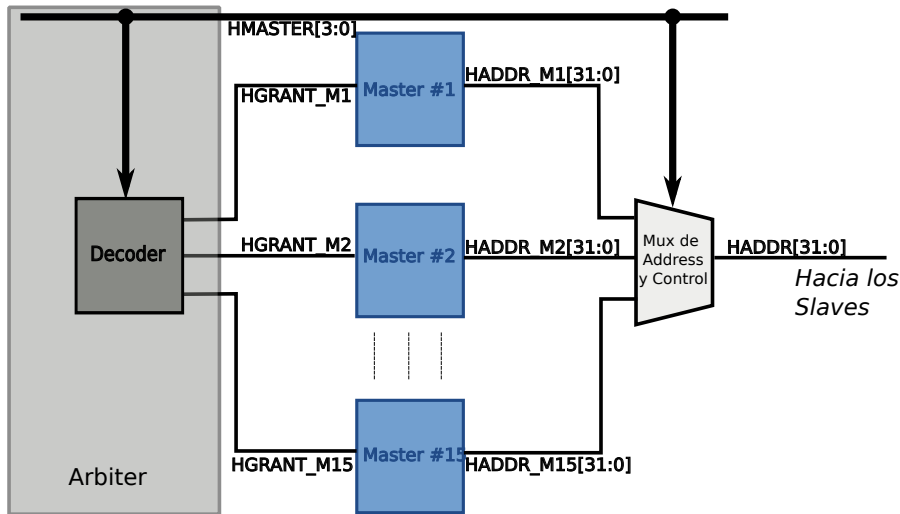 HMASTER[3:0]
HGRANT_M1
Master #1
HADDR_M1[31:0]
Decoder
HGRANT_M2
Master #2
HADDR_M2[31:0]
Mux de
Address
y Control
HADDR[31:0]
Hacia los
Slaves
HGRANT_M15
Master #15
HADDR_M15[31:0]
Arbiter